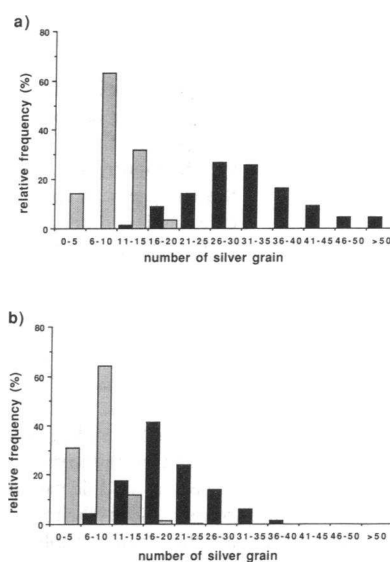 a)
80
60
40
20
0
relative frequency (%)
0-5 6-10 11-15 16-20 21-25 26-30 31-35 36-40 41-45 46-50 >50
number of silver grain
b)
80
60
40
20
0
relative frequency (%)
0-5 6-10 11-15 16-20 21-25 26-30 31-35 36-40 41-45 46-50 >50
number of silver grain